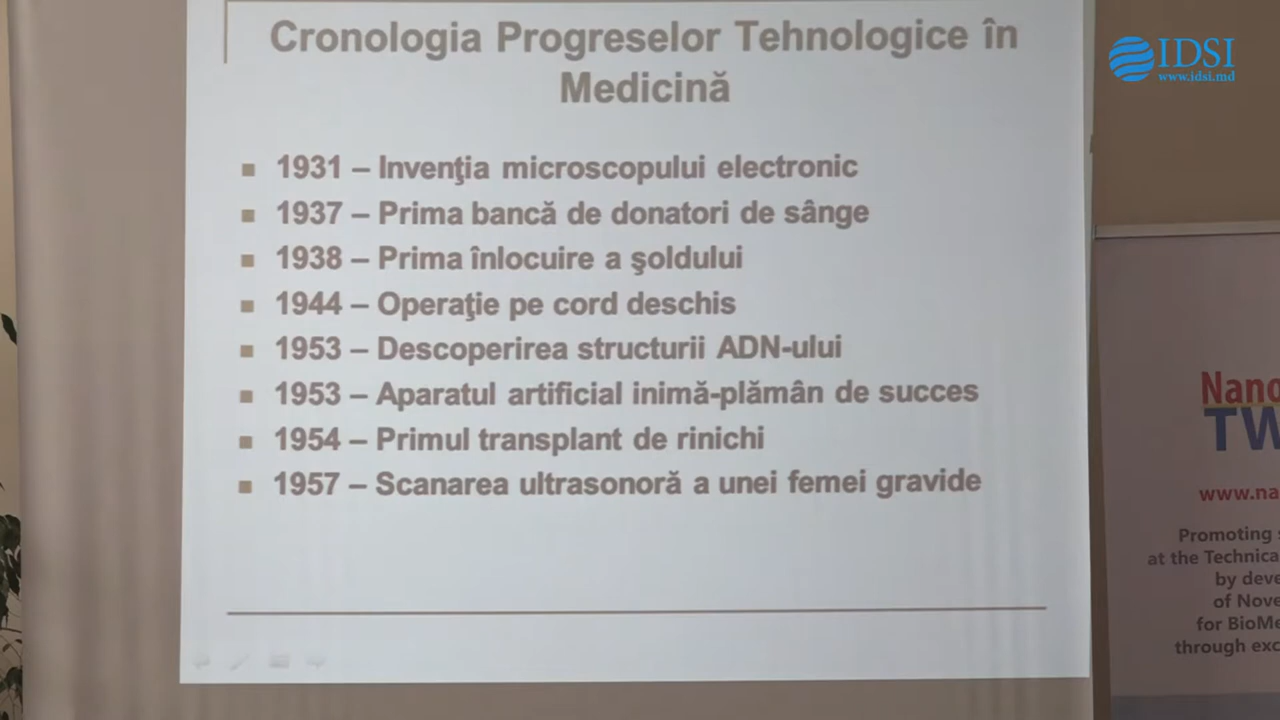 Cronologia Progreselor Tehnologice în
Medicină
1931 – Invenţia microscopului electronic
1937 – Prima bancă de donatori de sânge
1938 – Prima înlocuire a şoldului
1944 – Operaţie pe cord deschis
1953 – Descoperirea structurii ADN-ului
1953 – Aparatul artificial inimă-plămân de succes
1954 – Primul transplant de rinichi
1957 – Scanarea ultrasonoră a unei femei gravide
IDSI
www.idsi.md
Nano
TW
www.na
Promoting
at the Technica
by deve
of Nove
for BioMe
through exc